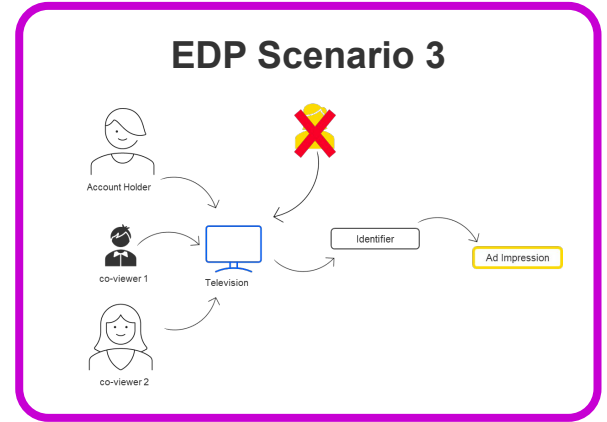 EDP Scenario 3
Account Holder
co-viewer 1
co-viewer 2
Television
Identifier
Ad Impression